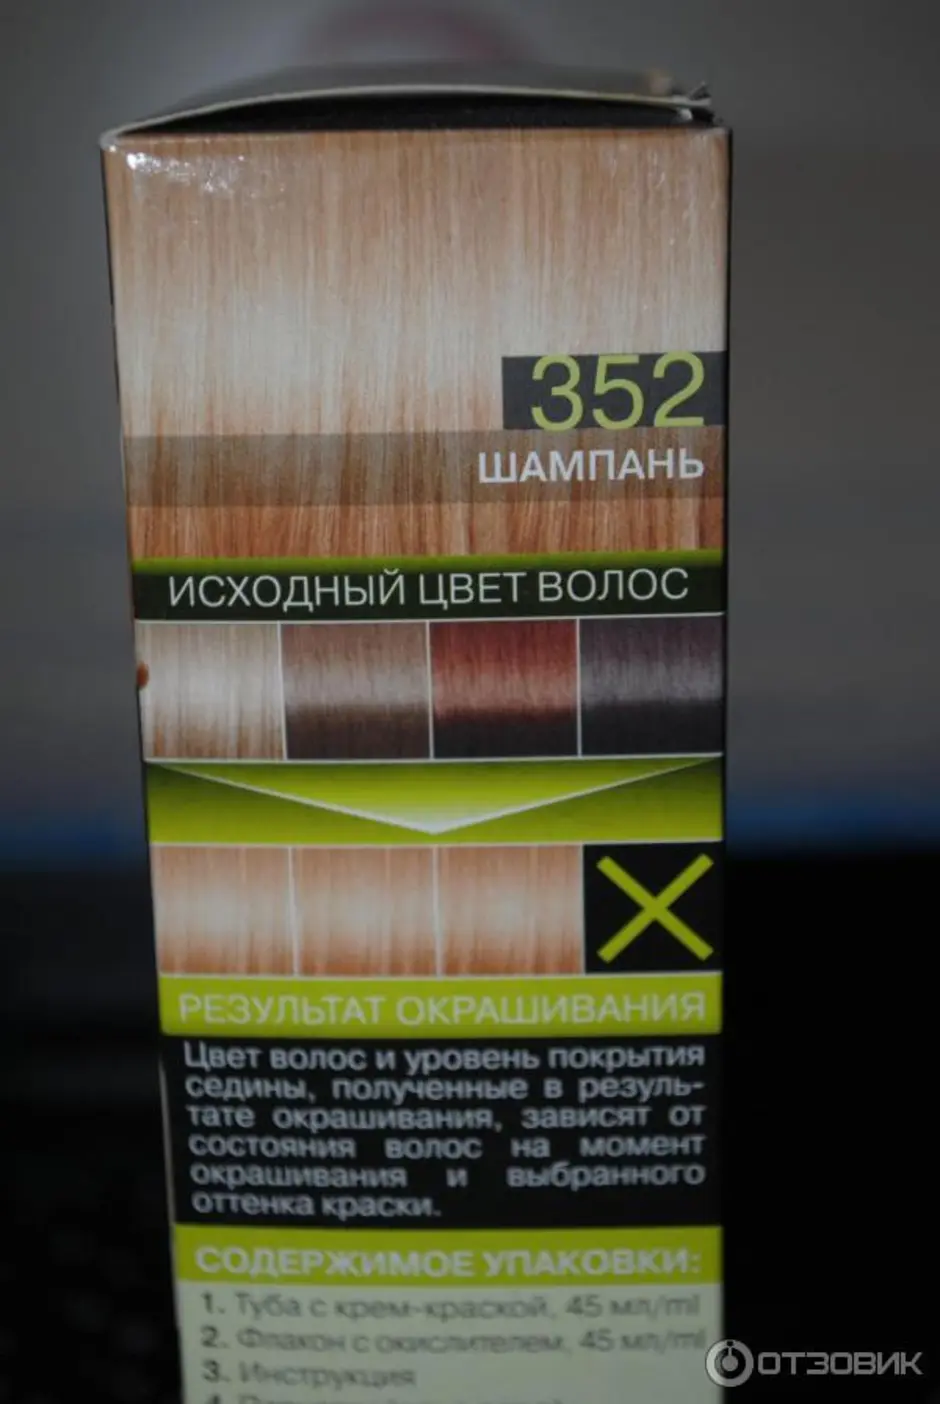 352
ШАМПАНЬ
ИСХОДНЫЙ ЦВЕТ ВОЛОС
РЕЗУЛЬТАТ ОКРАШИВАНИЯ
Цвет волос и уровень покрытия
седины, полученные в резуль-
тате окрашивания, зависят от
состояния волос на момент
окрашивания и выбранного
оттенка краски.
СОДЕРЖИМОЕ УПАКОВКИ:
1. Туба с крем-краской, 45 мл/ml
2. Флакон с окислителем, 45 мл/ml
3. Инструкция
ОТЗОВИК